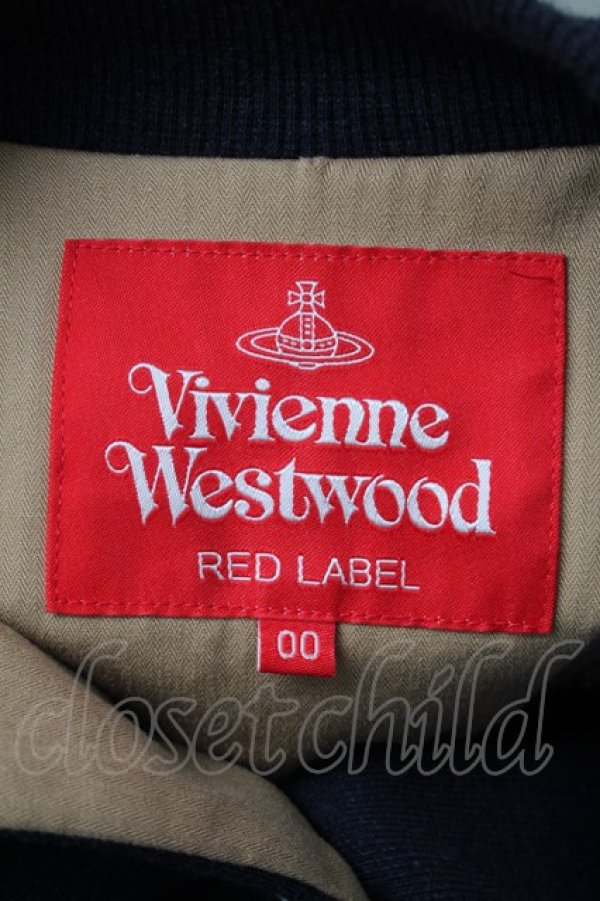 Vivienne
Westwood
RED LABEL
00
closetchild